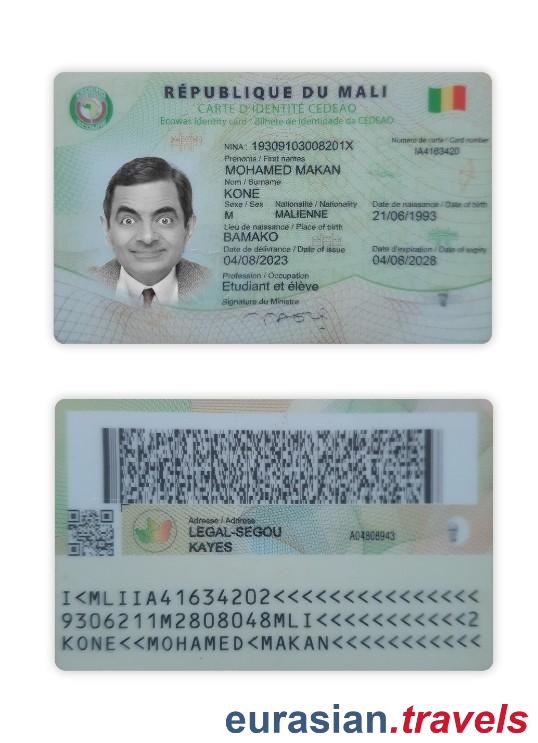 RÉPUBLIQUE DU MALI
CARTE D'IDENTITÉ CEDEAO
Ecowas Identity card / Bilhete de Identidade da CEDEAO
Numéro de carte / Card number
IA4163420
NINA : 19309103008201X
Prénoms / First names
MOHAMED MAKAN
Nom / Surname
KONE
Sexe / Sex Nationalité / Nationality Date de naissance / Date of birth
M MALIENNE 21/06/1993
Lieu de naissance / Place of birth
BAMAKO
Date de délivrance / Date of issue Date d'expiration / Date of expiry
04/08/2023 04/08/2028
Profession / Occupation
Etudiant et élève
Signature du Ministre
Adresse / Address
LEGAL-SEGOU
KAYES
A04808943
I<MLIIA41634202<<<<<<<<<<<<<<<
9306211M2808048MLI<<<<<<<<<<<2
KONE<<MOHAMED<MAKAN<<<<<<<<<<<
eurasian.travels